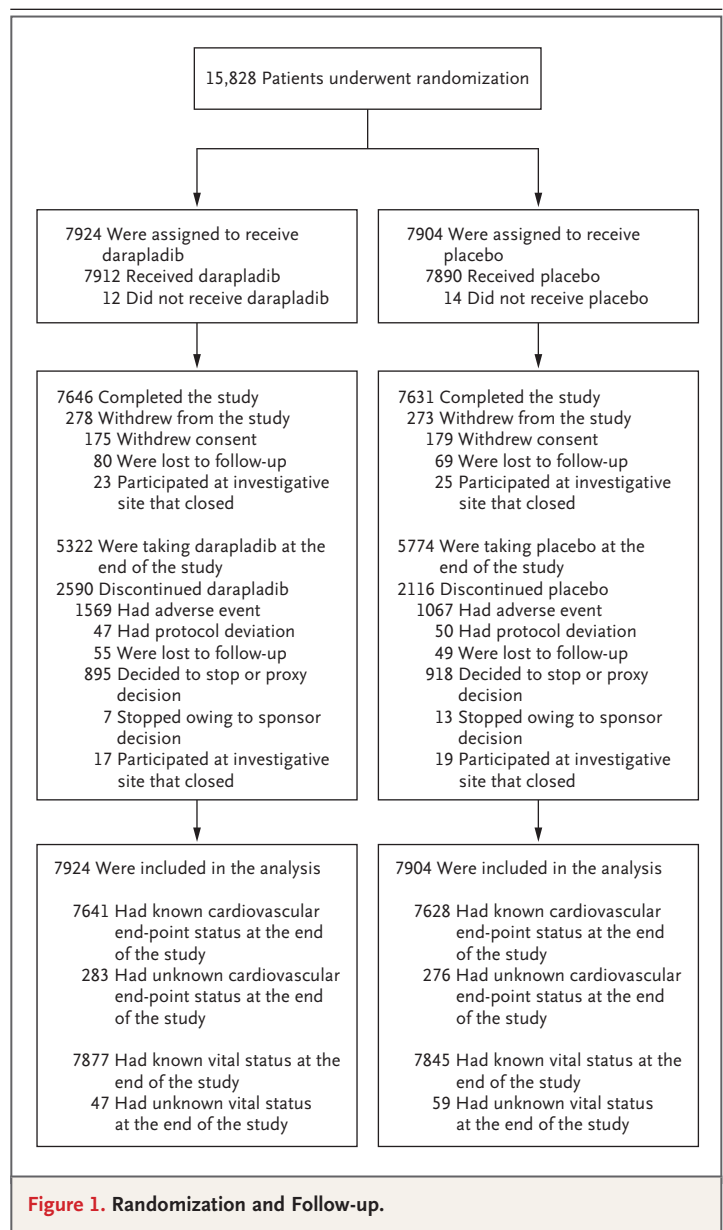 15,828 Patients underwent randomization
7924 Were assigned to receive
darapladib
7912 Received darapladib
12 Did not receive darapladib
7904 Were assigned to receive
placebo
7890 Received placebo
14 Did not receive placebo
7646 Completed the study
278 Withdrew from the study
175 Withdrew consent
80 Were lost to follow-up
23 Participated at investigative
site that closed
5322 Were taking darapladib at the
end of the study
2590 Discontinued darapladib
1569 Had adverse event
47 Had protocol deviation
55 Were lost to follow-up
895 Decided to stop or proxy
decision
7 Stopped owing to sponsor
decision
17 Participated at investigative
site that closed
7631 Completed the study
273 Withdrew from the study
179 Withdrew consent
69 Were lost to follow-up
25 Participated at investigative
site that closed
5774 Were taking placebo at the
end of the study
2116 Discontinued placebo
1067 Had adverse event
50 Had protocol deviation
49 Were lost to follow-up
918 Decided to stop or proxy
decision
13 Stopped owing to sponsor
decision
19 Participated at investigative
site that closed
7924 Were included in the analysis
7641 Had known cardiovascular
end-point status at the end
of the study
283 Had unknown cardiovascular
end-point status at the end
of the study
7877 Had known vital status at the
end of the study
47 Had unknown vital status
at the end of the study
7904 Were included in the analysis
7628 Had known cardiovascular
end-point status at the end
of the study
276 Had unknown cardiovascular
end-point status at the end
of the study
7845 Had known vital status at the
end of the study
59 Had unknown vital status
at the end of the study
Figure 1. Randomization and Follow-up.